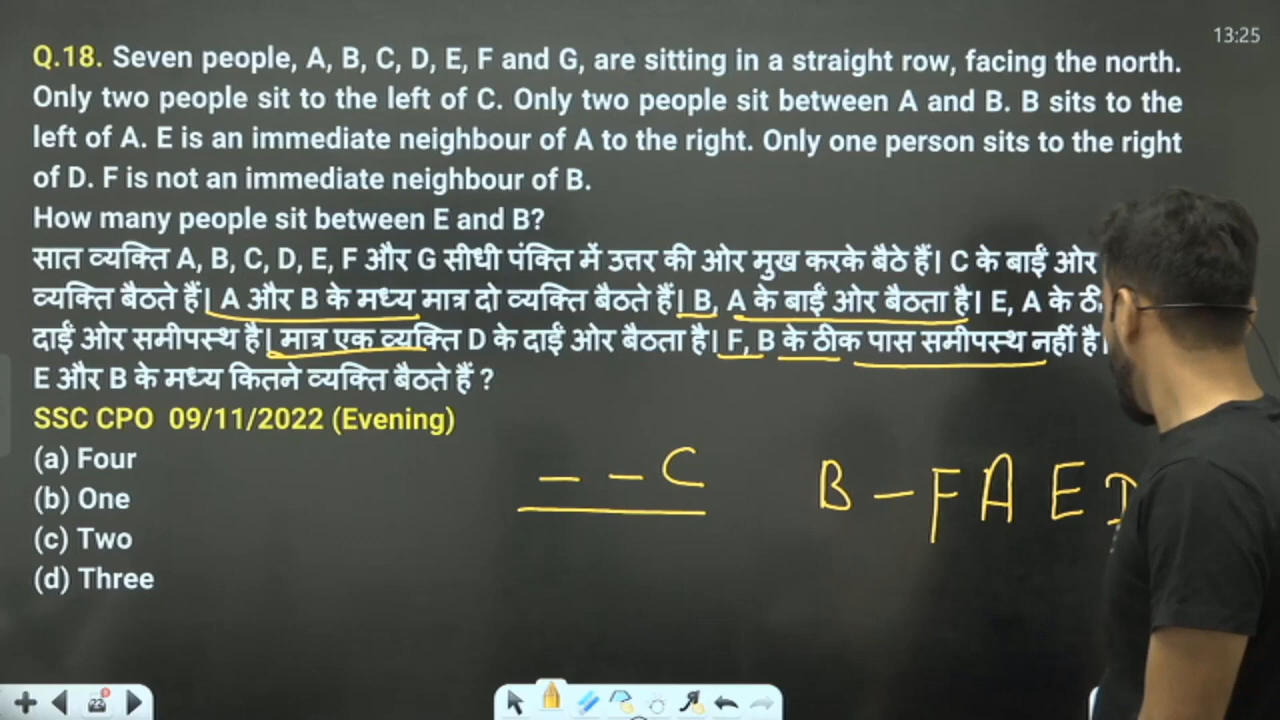 13:25
Q.18. Seven people, A, B, C, D, E, F and G, are sitting in a straight row, facing the north.
Only two people sit to the left of C. Only two people sit between A and B. B sits to the
left of A. E is an immediate neighbour of A to the right. Only one person sits to the right
of D. F is not an immediate neighbour of B.
How many people sit between E and B?
सात व्यक्ति A, B, C, D, E, F और G सीधी पंक्ति में उत्तर की ओर मुख करके बैठे हैं। C के बाईं ओर
व्यक्ति बैठते हैं। A और B के मध्य मात्र दो व्यक्ति बैठते हैं। B, A के बाईं ओर बैठता है। E, A के
दाईं ओर समीपस्थ है। मात्र एक व्यक्ति D के दाईं ओर बैठता है। F, B के ठीक पास समीपस्थ नहीं है।
E और B के मध्य कितने व्यक्ति बैठते हैं ?
SSC CPO 09/11/2022 (Evening)
(a) Four
(b) One
(c) Two
(d) Three
_ _ C B _ F A E D
22